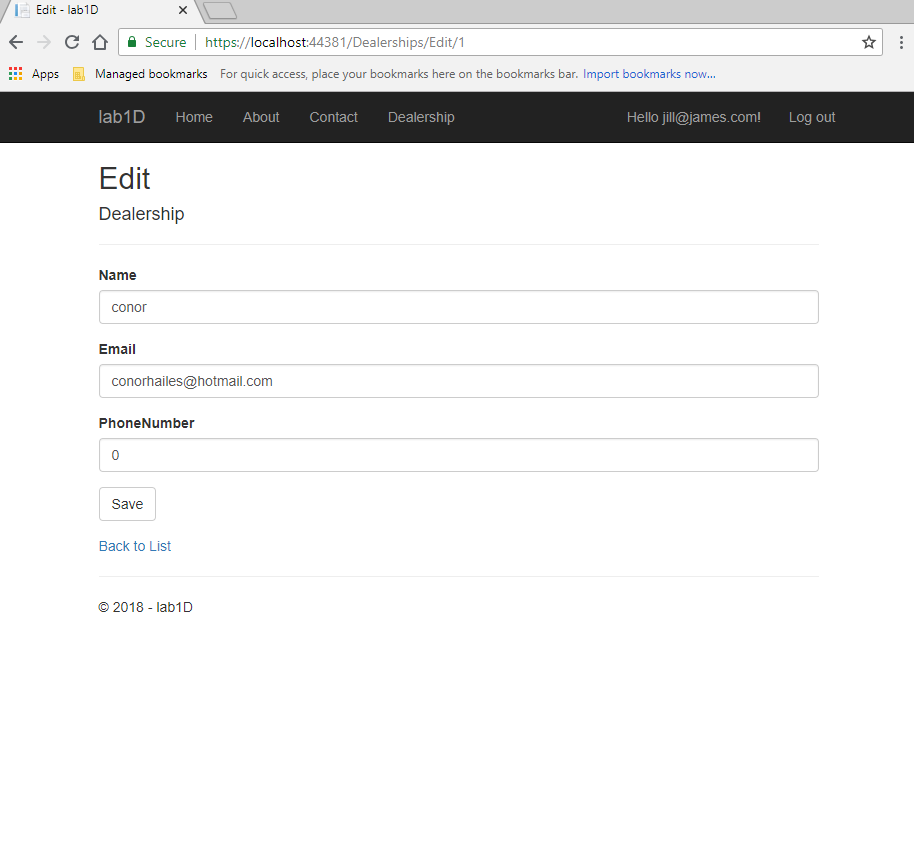 Edit - lab1D
Secure https://localhost:44381/Dealerships/Edit/1
Apps Managed bookmarks For quick access, place your bookmarks here on the bookmarks bar. Import bookmarks now...
lab1D Home About Contact Dealership Hello jill@james.com! Log out
Edit
Dealership
Name
conor
Email
conorhailes@hotmail.com
PhoneNumber
0
Save
Back to List
© 2018 - lab1D